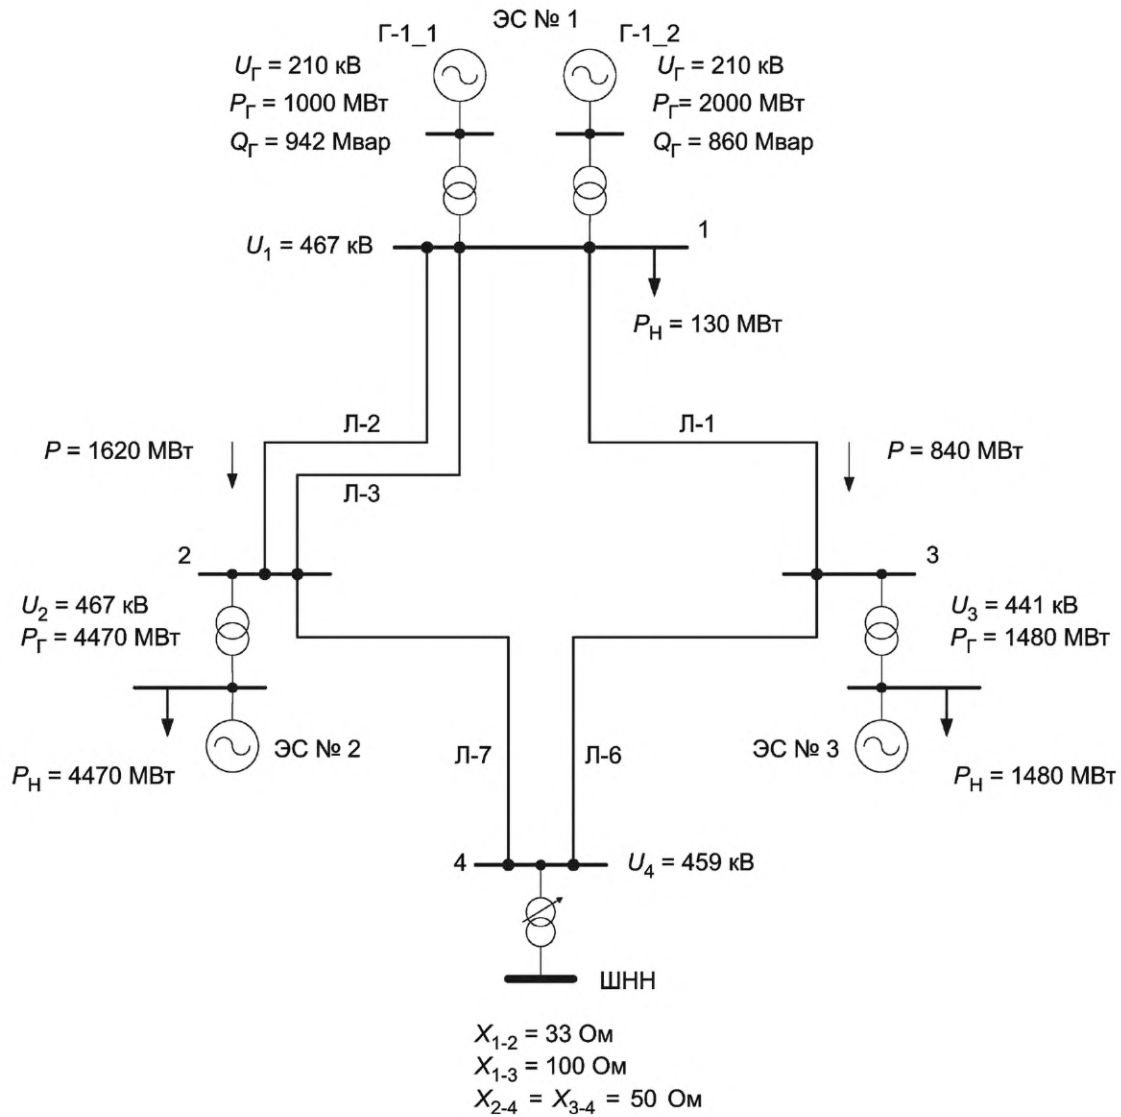 ЭС № 1
Г-1_1
Г-1_2
U_Г = 210 кВ
P_Г = 1000 МВт
Q_Г = 942 Мвар
U_Г = 210 кВ
P_Г= 2000 МВт
Q_Г = 860 Мвар
1
U_1 = 467 кВ
P_Н = 130 МВт
Л-2
Л-1
P = 1620 МВт
P = 840 МВт
Л-3
2
3
U_2 = 467 кВ
P_Г = 4470 МВт
U_3 = 441 кВ
P_Г = 1480 МВт
ЭС № 2
Л-7
Л-6
ЭС № 3
P_Н = 4470 МВт
P_Н = 1480 МВт
4
U_4 = 459 кВ
ШНН
X_1-2 = 33 Ом
X_1-3 = 100 Ом
X_2-4 = X_3-4 = 50 Ом